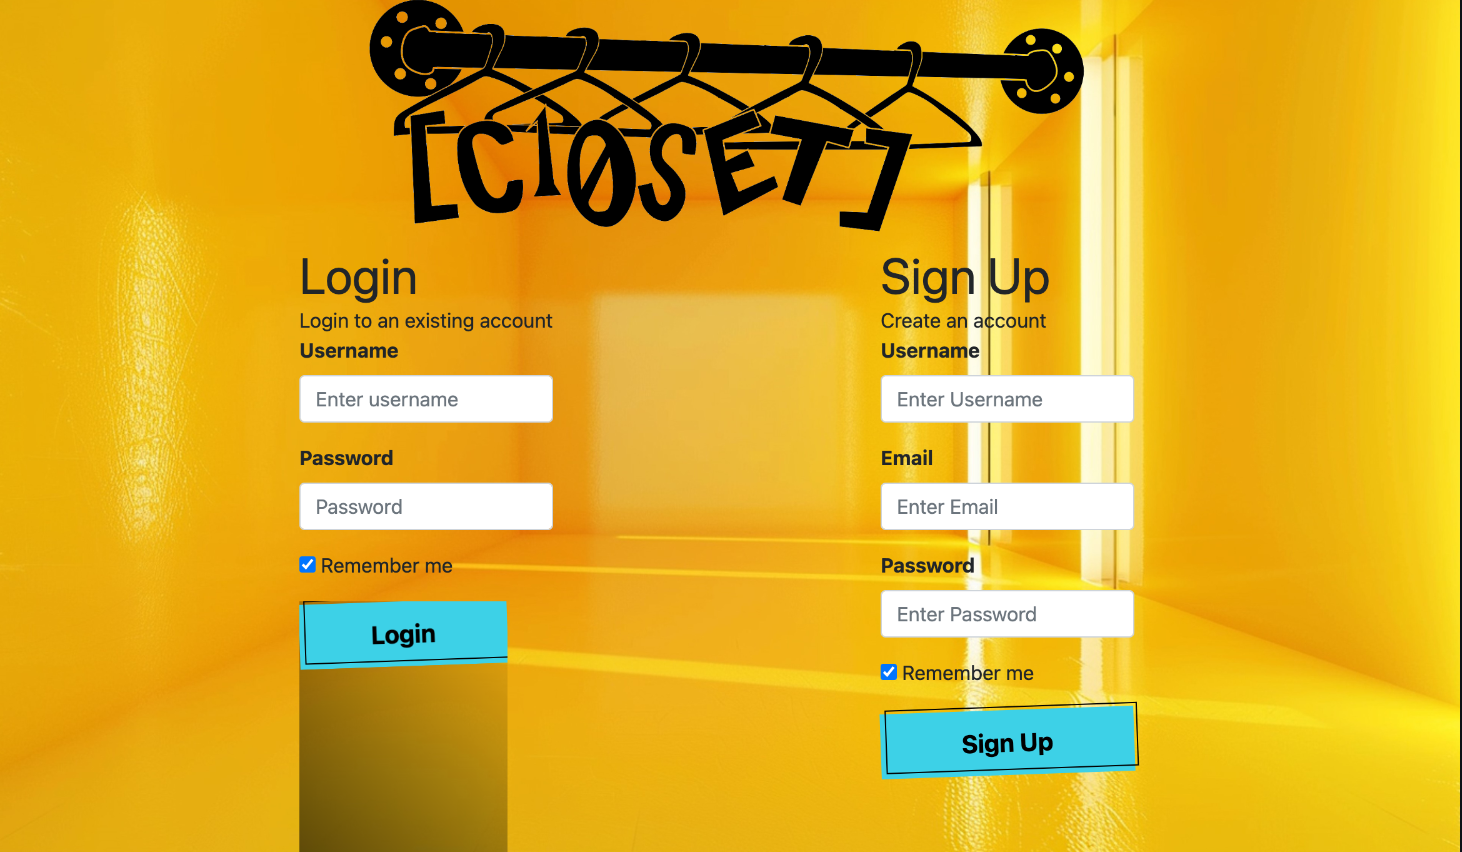 [C10SET]
Login
Login to an existing account
Username
Enter username
Password
Password
Remember me
Login
Sign Up
Create an account
Username
Enter Username
Email
Enter Email
Password
Enter Password
Remember me
Sign Up